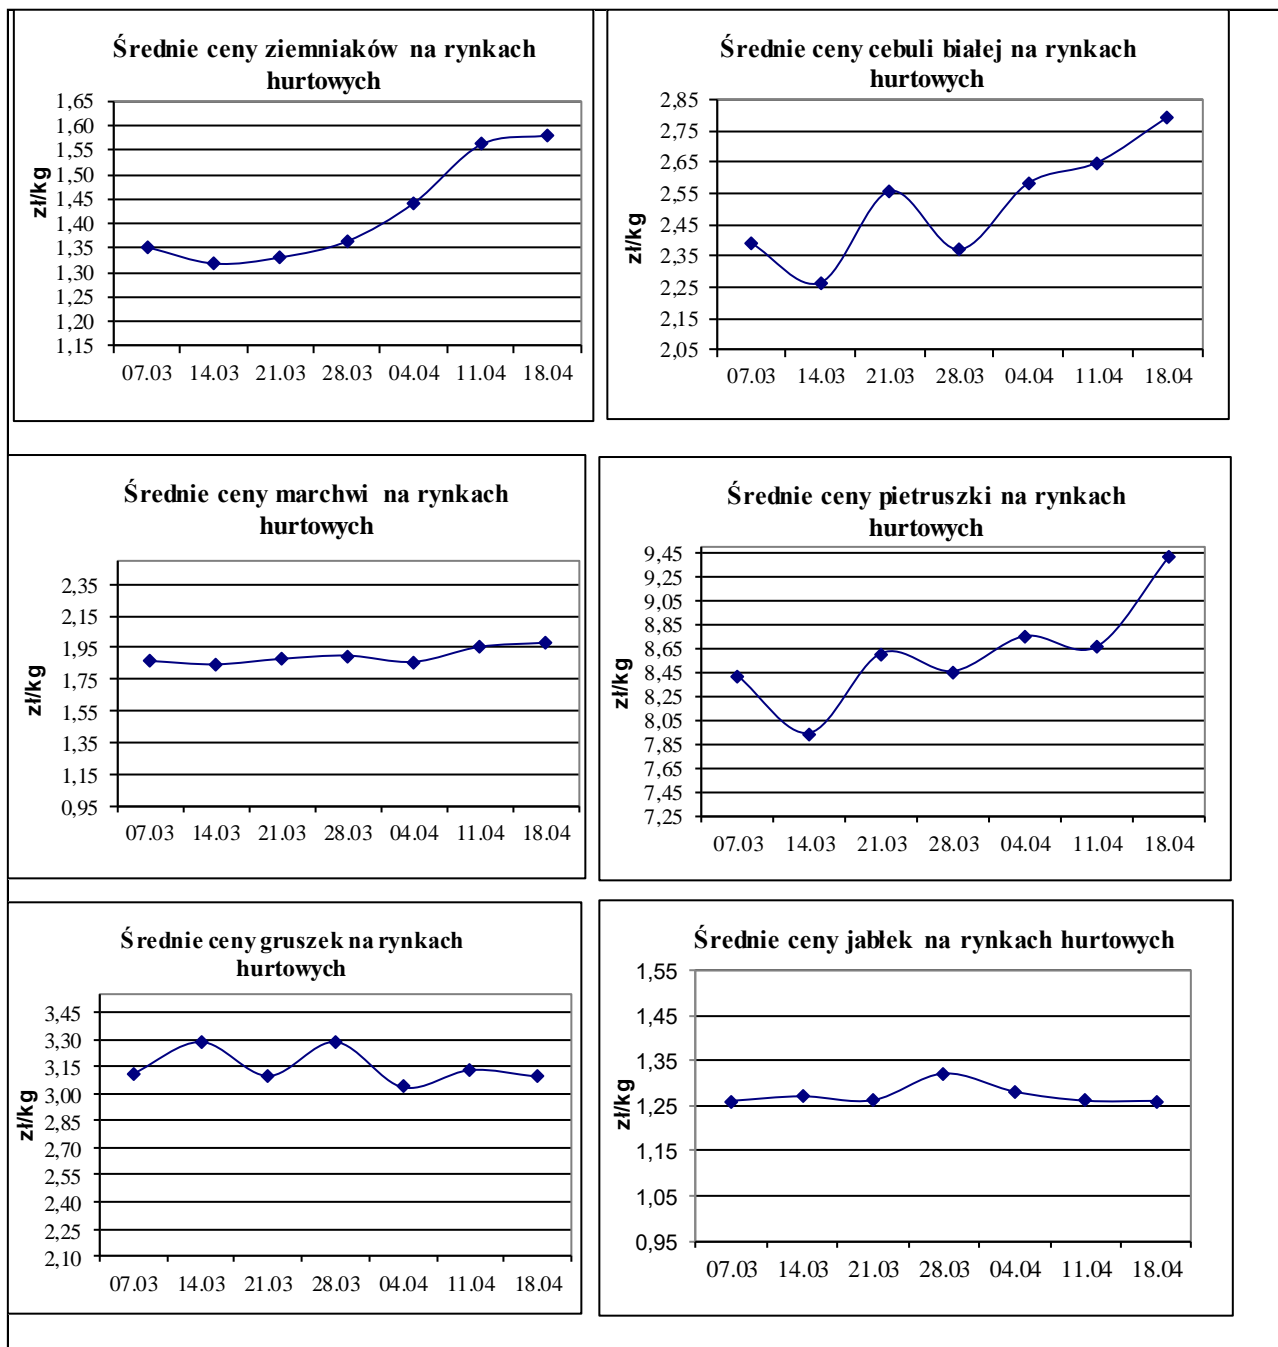 Średnie ceny ziemniaków na rynkach
hurtowych
zł/kg
1,65
1,60
1,55
1,50
1,45
1,40
1,35
1,30
1,25
1,20
1,15
07.03 14.03 21.03 28.03 04.04 11.04 18.04
Średnie ceny cebuli białej na rynkach
hurtowych
zł/kg
2,85
2,75
2,65
2,55
2,45
2,35
2,25
2,15
2,05
07.03 14.03 21.03 28.03 04.04 11.04 18.04
Średnie ceny marchwi na rynkach
hurtowych
zł/kg
2,35
2,15
1,95
1,75
1,55
1,35
1,15
0,95
07.03 14.03 21.03 28.03 04.04 11.04 18.04
Średnie ceny pietruszki na rynkach
hurtowych
zł/kg
9,45
9,25
9,05
8,85
8,65
8,45
8,25
8,05
7,85
7,65
7,45
7,25
07.03 14.03 21.03 28.03 04.04 11.04 18.04
Średnie ceny gruszek na rynkach
hurtowych
zł/kg
3,45
3,30
3,15
3,00
2,85
2,70
2,55
2,40
2,25
2,10
07.03 14.03 21.03 28.03 04.04 11.04 18.04
Średnie ceny jabłek na rynkach hurtowych
zł/kg
1,55
1,45
1,35
1,25
1,15
1,05
0,95
07.03 14.03 21.03 28.03 04.04 11.04 18.04